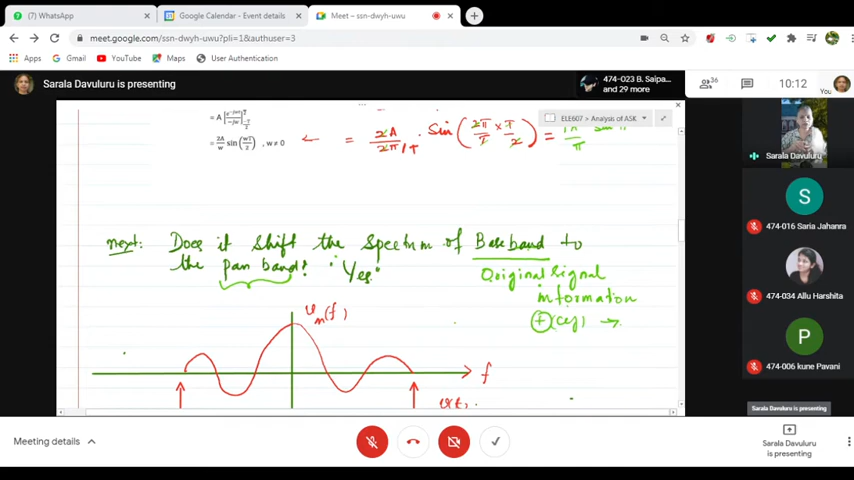 (7) WhatsApp
Google Calendar - Event details
Meet – ssn-dwyh-uwu
meet.google.com/ssn-dwyh-uwu?pli=1&authuser=3
Apps
Gmail
YouTube
Maps
User Authentication
Sarala Davuluru is presenting
474-023 B. Saipa...
and 29 more
36
10:12
You
ELE607 > Analysis of ASK
= 2A/w sin(wT/2) , w ≠ 0
next: Does it shift the spectrum of Baseband to
the pan band? "Yes."
Original signal
information
f
Sarala Davuluru
S
474-016 Saria Jahanra
474-034 Allu Harshita
P
474-006 kune Pavani
Sarala Davuluru is presenting
Meeting details
Sarala Davuluru
is presenting